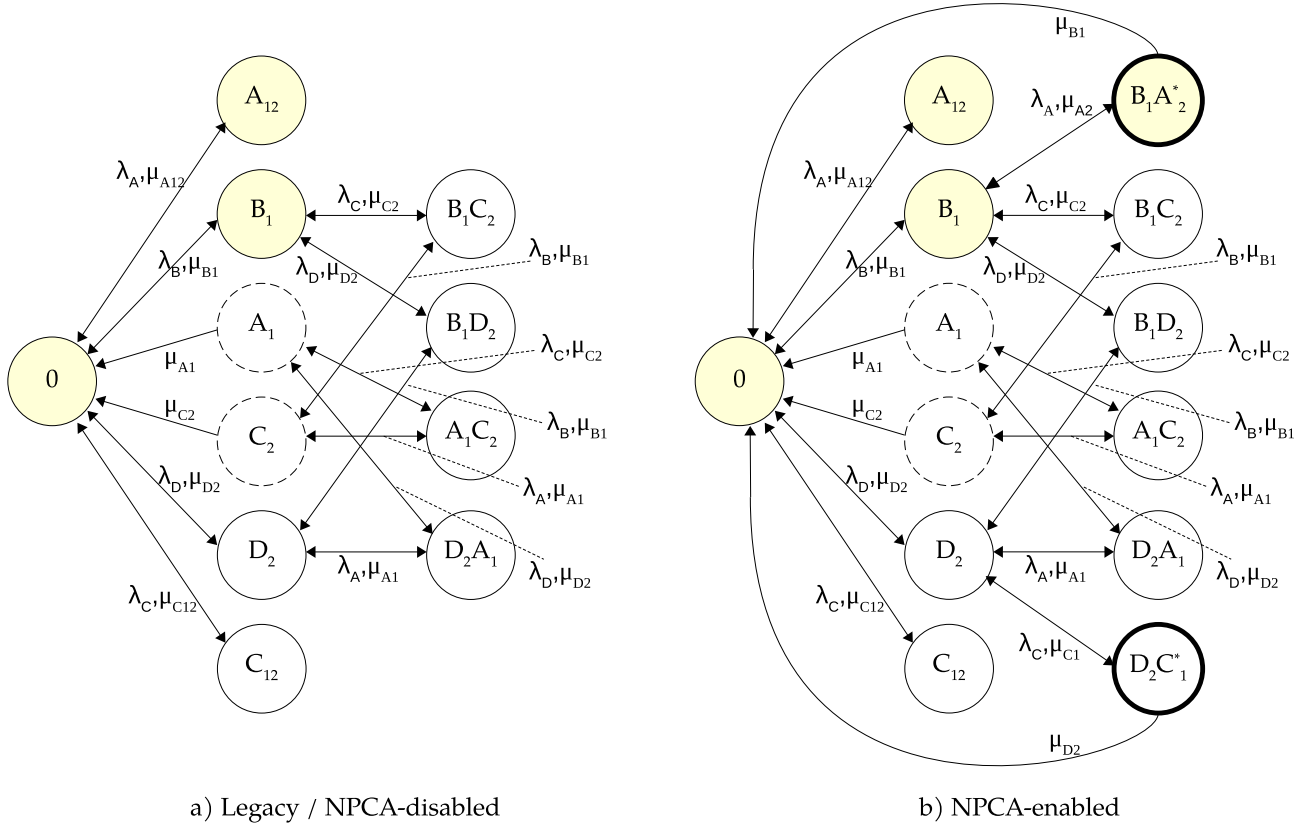 A₁₂
λA,μA12
B₁
λB,μB1
λC,μC2
B₁C₂
λD,μD2
λB,μB1
A₁
μA1
B₁D₂
λC,μC2
0
μC2
C₂
A₁C₂
λB,μB1
λA,μA1
λD,μD2
D₂
λA,μA1
D₂A₁
λD,μD2
λC,μC12
C₁₂
a) Legacy / NPCA-disabled
μB1
A₁₂
λA,μA2
B₁A*₂
λA,μA12
B₁
λB,μB1
λC,μC2
B₁C₂
λD,μD2
λB,μB1
A₁
μA1
B₁D₂
λC,μC2
0
μC2
C₂
A₁C₂
λB,μB1
λA,μA1
λD,μD2
D₂
λA,μA1
D₂A₁
λD,μD2
λC,μC12
λC,μC1
C₁₂
D₂C*₁
μD2
b) NPCA-enabled